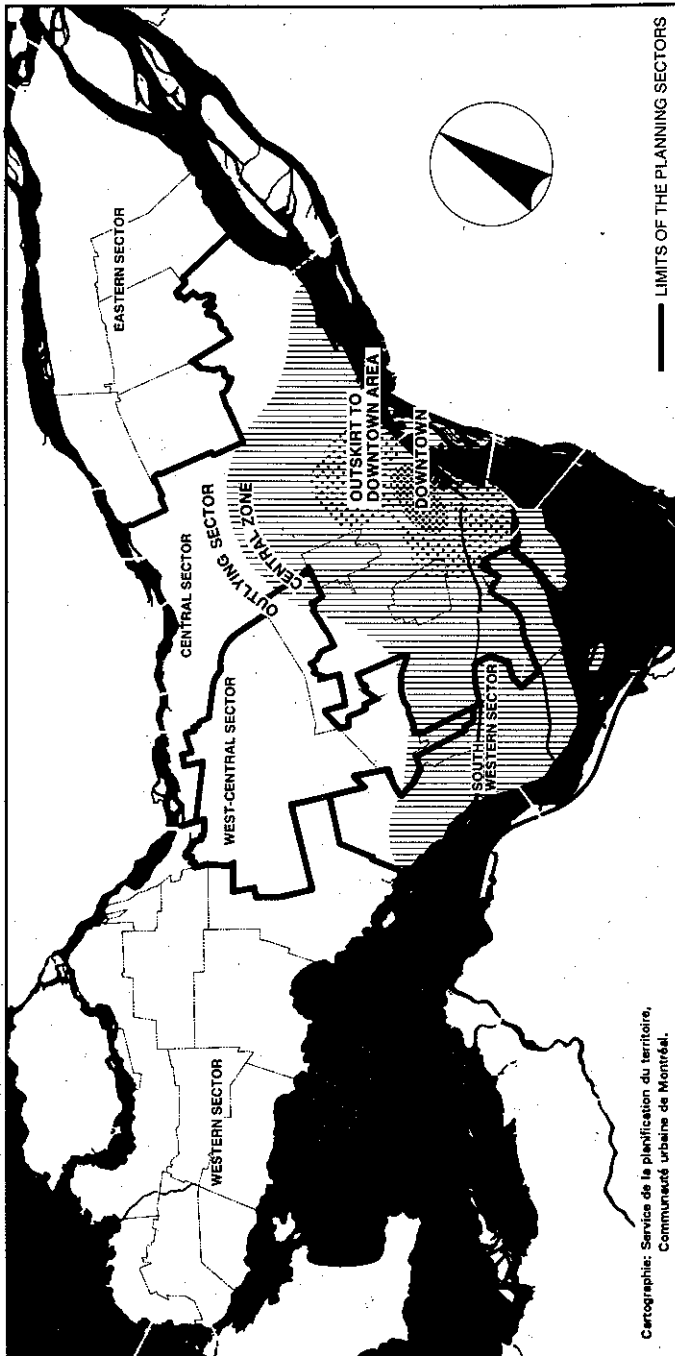 EASTERN SECTOR
CENTRAL SECTOR
OUTLYING SECTOR
CENTRAL ZONE
OUTSKIRT TO
DOWNTOWN AREA
DOWNTOWN
WEST-CENTRAL SECTOR
SOUTH-
WESTERN SECTOR
WESTERN SECTOR
LIMITS OF THE PLANNING SECTORS
Cartographie: Service de la planification du territoire,
Communauté urbaine de Montréal.